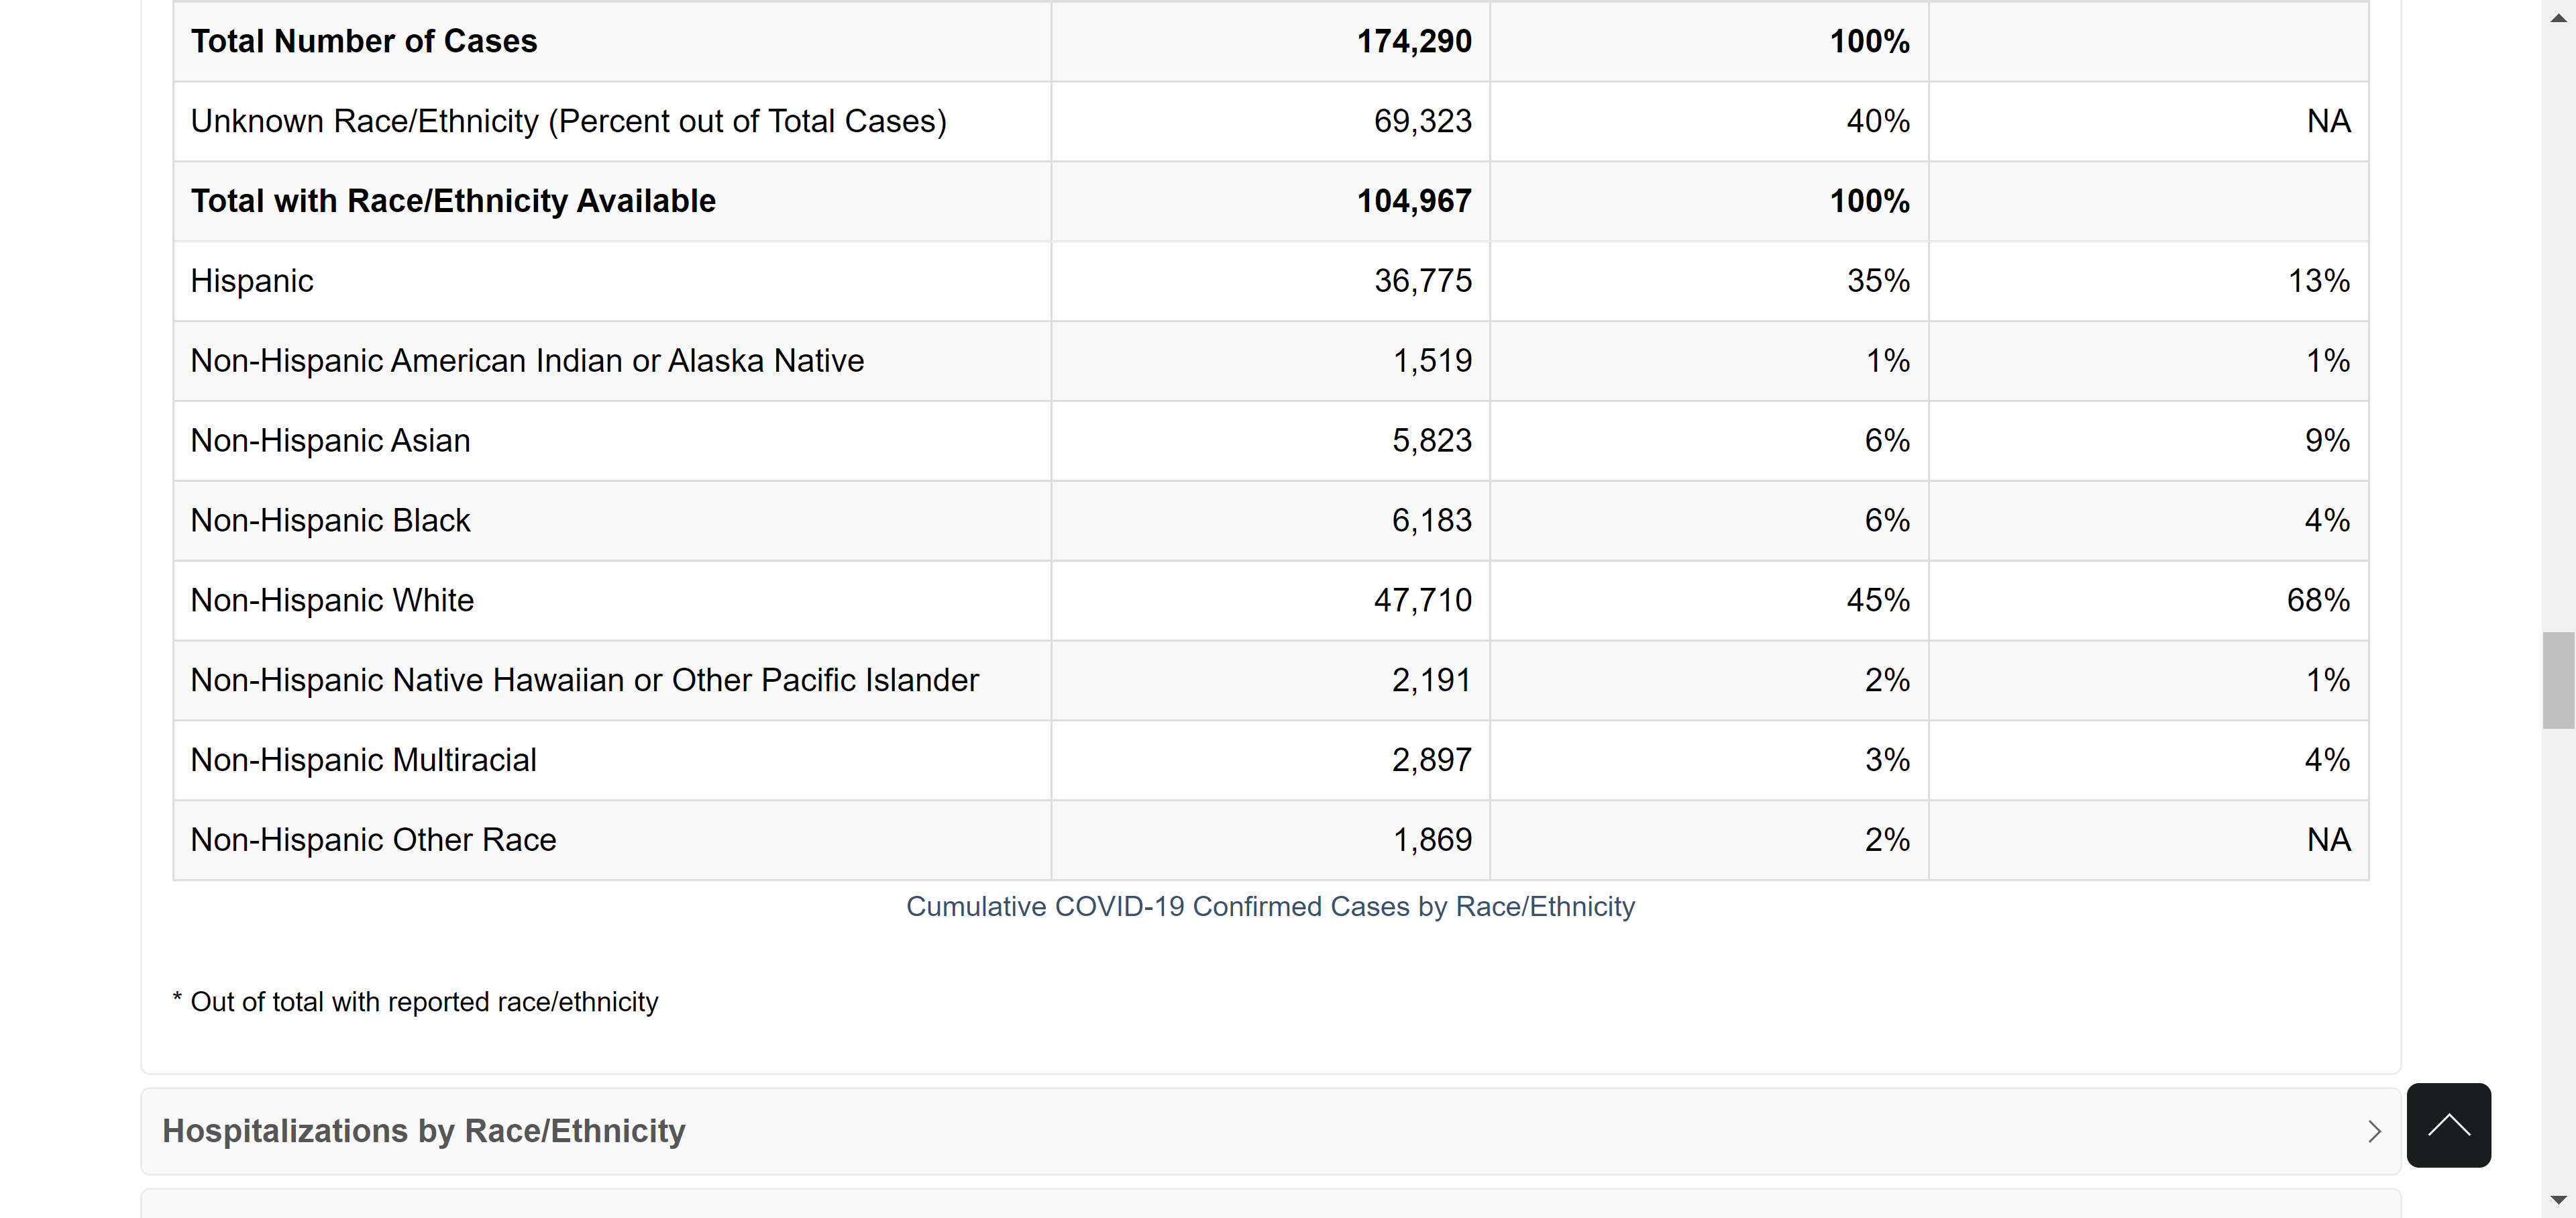 Total Number of Cases 174,290 100%
Unknown Race/Ethnicity (Percent out of Total Cases) 69,323 40% NA
Total with Race/Ethnicity Available 104,967 100%
Hispanic 36,775 35% 13%
Non-Hispanic American Indian or Alaska Native 1,519 1% 1%
Non-Hispanic Asian 5,823 6% 9%
Non-Hispanic Black 6,183 6% 4%
Non-Hispanic White 47,710 45% 68%
Non-Hispanic Native Hawaiian or Other Pacific Islander 2,191 2% 1%
Non-Hispanic Multiracial 2,897 3% 4%
Non-Hispanic Other Race 1,869 2% NA
Cumulative COVID-19 Confirmed Cases by Race/Ethnicity
* Out of total with reported race/ethnicity
Hospitalizations by Race/Ethnicity